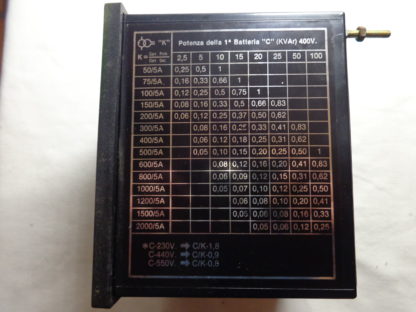 "K" Potenza della 1ª Batteria "C" (KVAr) 400V.
K = 2,5 5 10 15 20 25 50 100
50/5A 0,25 0,5 1
75/5A 0,16 0,33 0,66 1
100/5A 0,12 0,25 0,5 0,75 1
150/5A 0,08 0,16 0,33 0,5 0,66 0,83
200/5A 0,06 0,12 0,25 0,37 0,50 0,62
300/5A 0,08 0,16 0,25 0,33 0,41 0,83
400/5A 0,06 0,12 0,18 0,25 0,31 0,62
500/5A 0,05 0,10 0,15 0,20 0,25 0,50 1
600/5A 0,08 0,12 0,16 0,20 0,41 0,83
800/5A 0,06 0,09 0,12 0,15 0,31 0,62
1000/5A 0,05 0,07 0,10 0,12 0,25 0,50
1200/5A 0,06 0,08 0,10 0,20 0,41
1500/5A 0,05 0,06 0,08 0,16 0,33
2000/5A 0,05 0,06 0,12 0,25
*C-230V. ➡ C/K-1,8
C-440V. ➡ C/K-0,9
C-550V. ➡ C/K-0,8